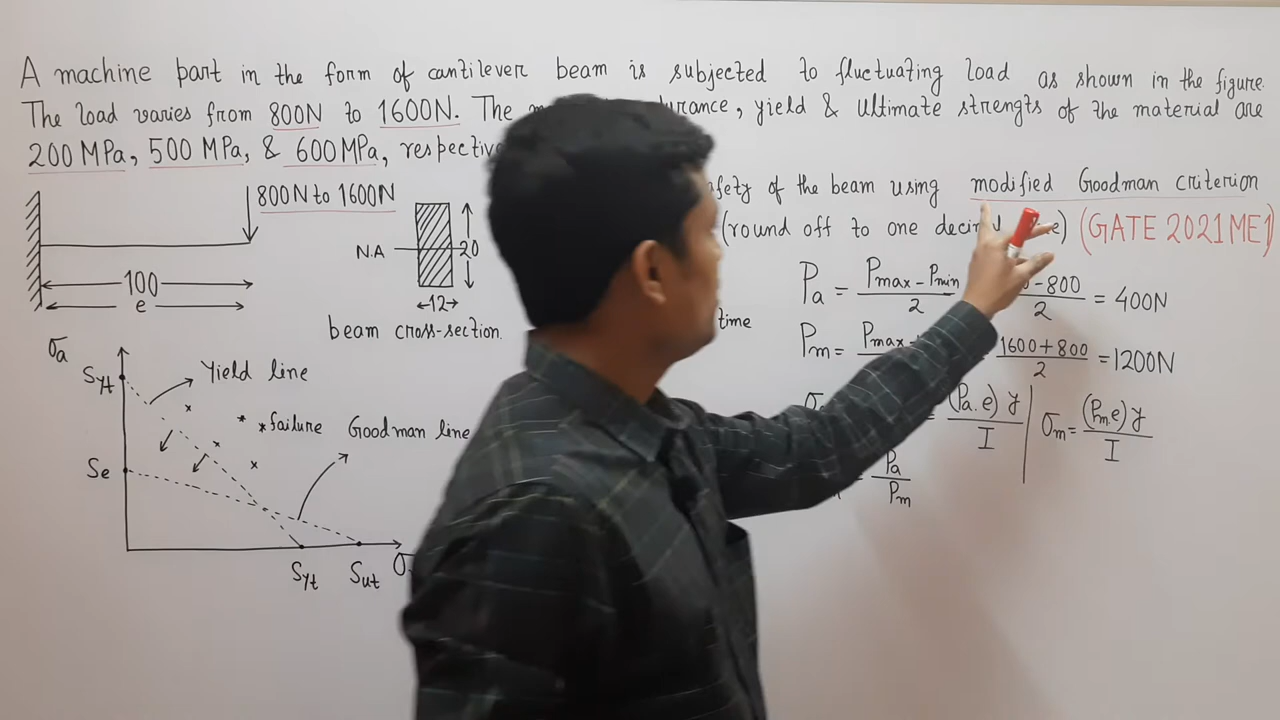 A machine part in the form of cantilever beam is subjected to fluctuating load as shown in the figure.
The load varies from 800N to 1600N. The , yield & ultimate strengts of the material are
200 MPa, 500 MPa, & 600 MPa,
of the beam using modified Goodman criterion
(round off to one (GATE 2021 ME1)
800N to 1600N
100
e
N.A
20
12
beam cross-section.
time
Pa = Pmax - Pmin / 2 - 800 / 2 = 400N
Pm = Pmax 1600 + 800 / 2 = 1200N
(Pa. e) y / I
σm = (Pm. e) y / I
Pa / Pm
σa
Syt
Yield line
failure
Goodman line
Se
Syt
Sut